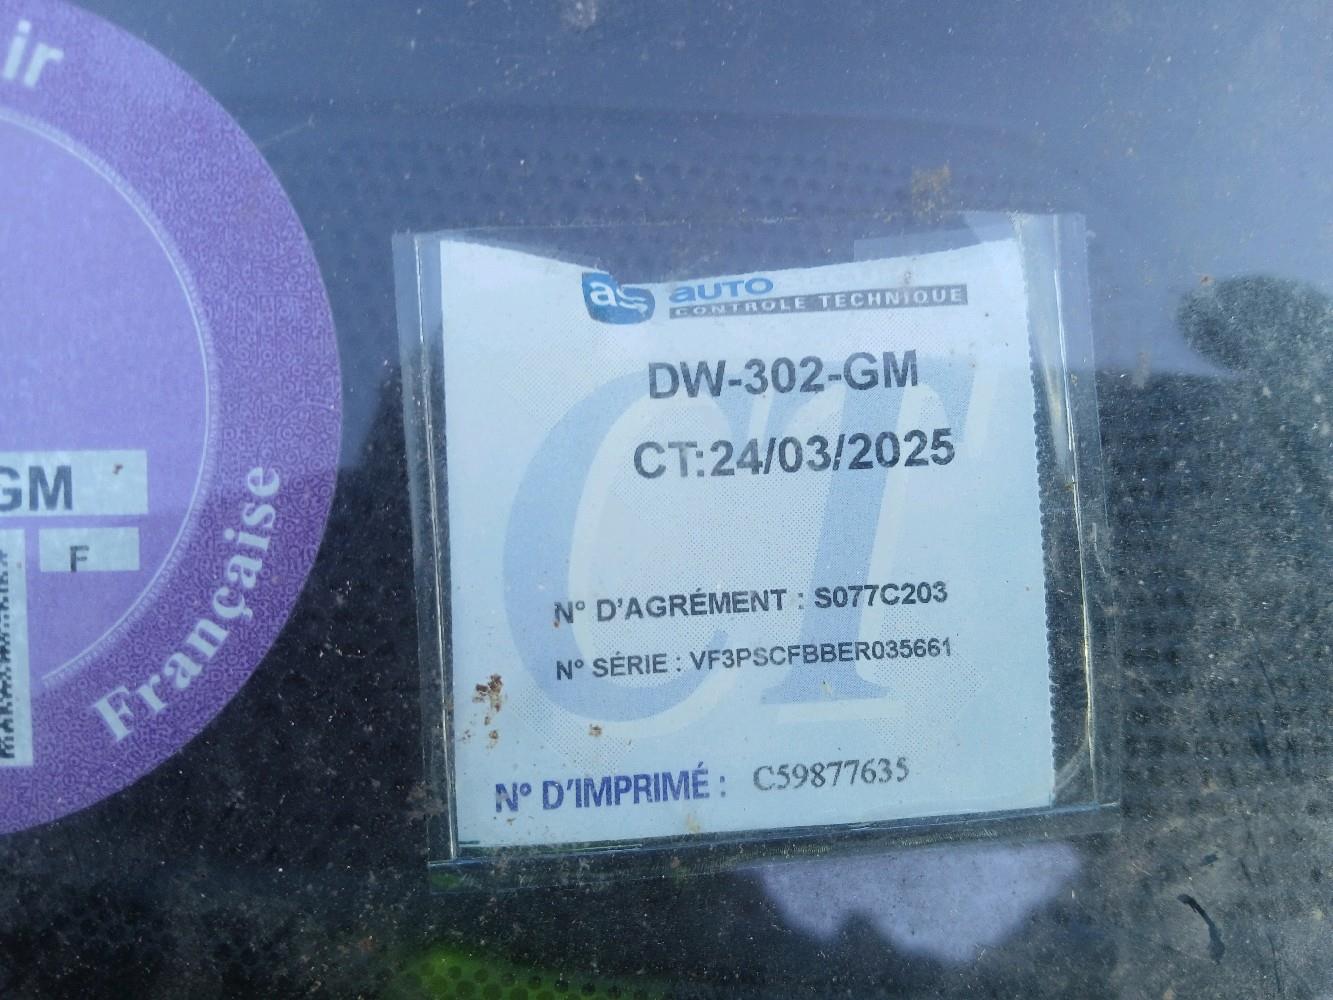 ir
GM
F
Française
as AUTO
CONTROLE TECHNIQUE
DW-302-GM
CT:24/03/2025
N° D'AGRÉMENT : S077C203
N° SÉRIE : VF3PSCFBBER035661
N° D'IMPRIMÉ : C59877635